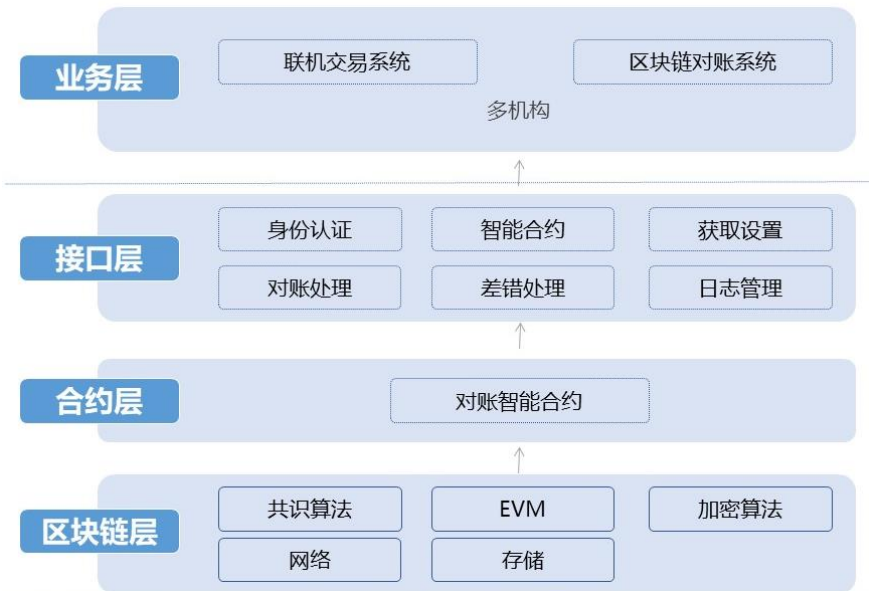 业务层
联机交易系统
区块链对账系统
多机构
接口层
身份认证
智能合约
获取设置
对账处理
差错处理
日志管理
合约层
对账智能合约
区块链层
共识算法
EVM
加密算法
网络
存储